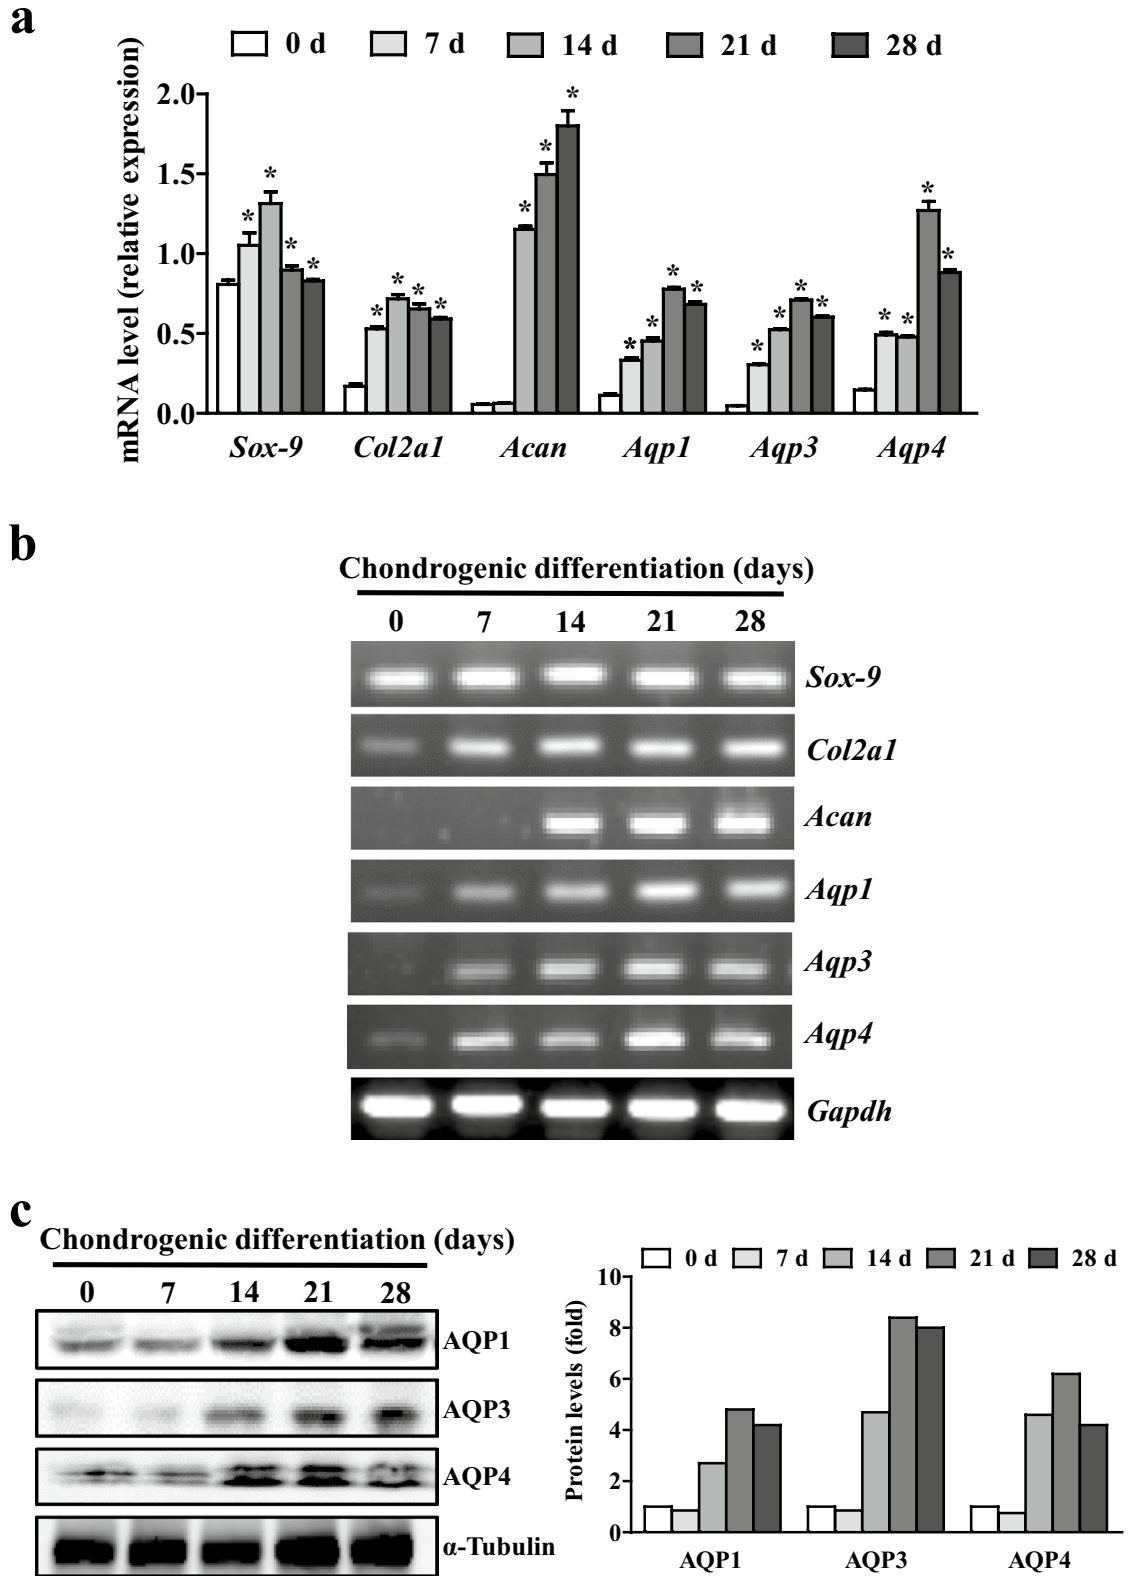 a
0 d 7 d 14 d 21 d 28 d
mRNA level (relative expression)
2.0
1.5
1.0
0.5
0.0
* * * * *
* * * *
* * *
* * * *
* * * *
* * * *
Sox-9 Col2a1 Acan Aqp1 Aqp3 Aqp4
b
Chondrogenic differentiation (days)
0 7 14 21 28
Sox-9
Col2a1
Acan
Aqp1
Aqp3
Aqp4
Gapdh
c
Chondrogenic differentiation (days)
0 7 14 21 28
AQP1
AQP3
AQP4
α-Tubulin
0 d 7 d 14 d 21 d 28 d
Protein levels (fold)
10
8
6
4
2
0
AQP1 AQP3 AQP4